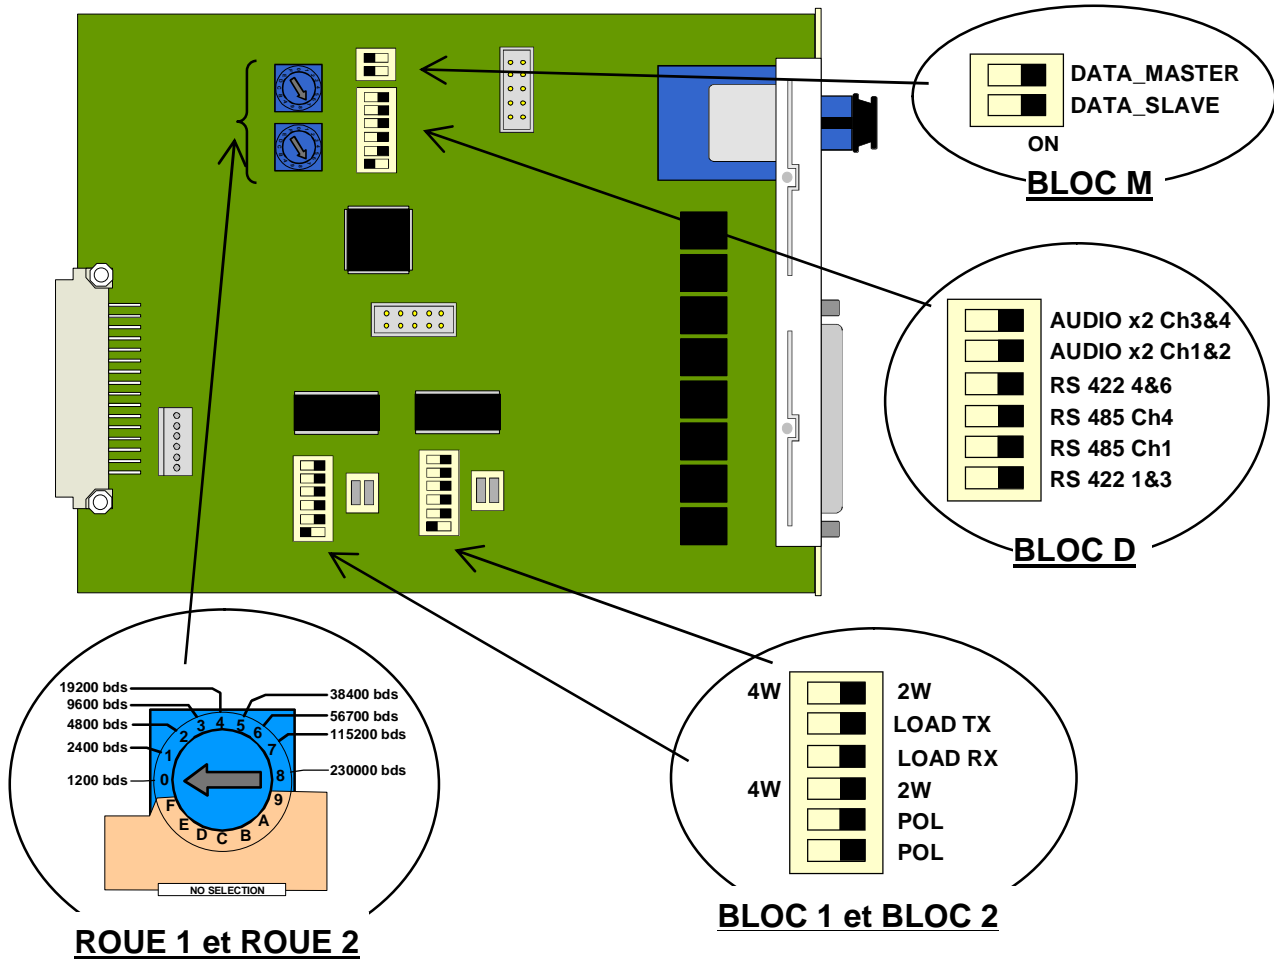 DATA_MASTER
DATA_SLAVE
ON
BLOC M
AUDIO x2 Ch3&4
AUDIO x2 Ch1&2
RS 422 4&6
RS 485 Ch4
RS 485 Ch1
RS 422 1&3
BLOC D
19200 bds
9600 bds
4800 bds
2400 bds
1200 bds
38400 bds
56700 bds
115200 bds
230000 bds
0 1 2 3 4 5 6 7 8 9 A B C D E F
NO SELECTION
ROUE 1 et ROUE 2
4W 2W
LOAD TX
LOAD RX
4W 2W
POL
POL
BLOC 1 et BLOC 2